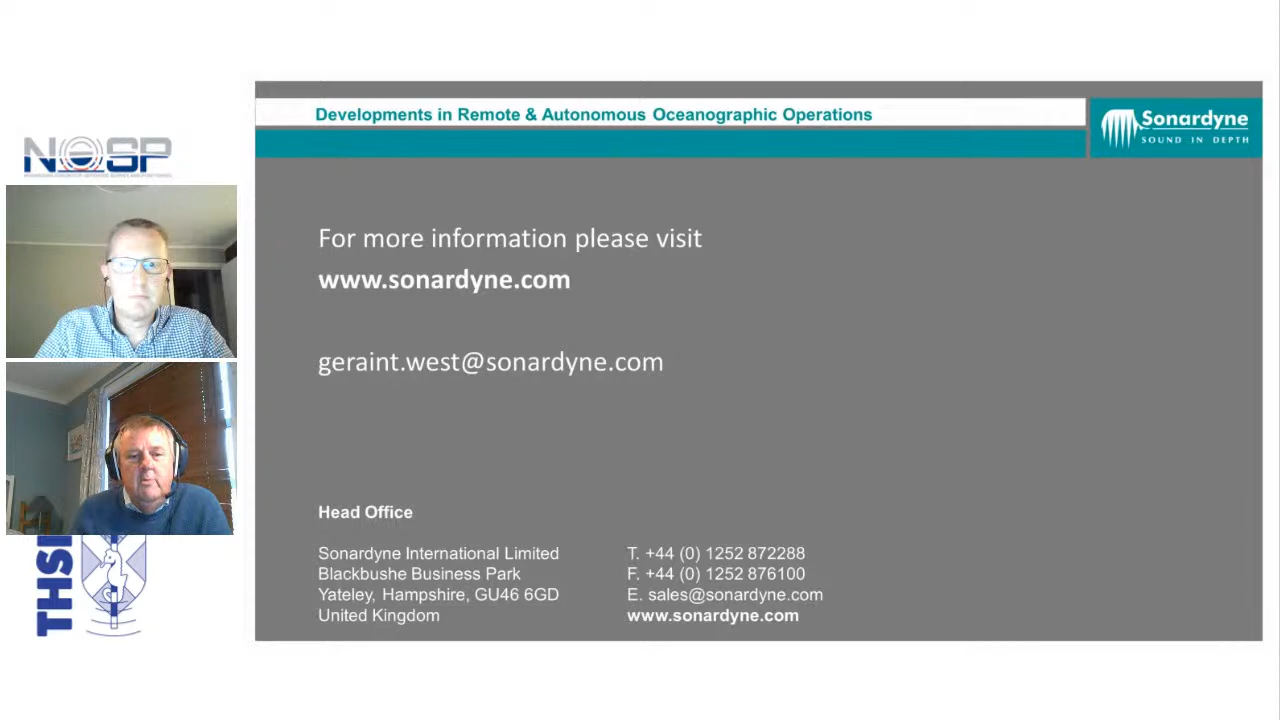 NOSP
Developments in Remote & Autonomous Oceanographic Operations
Sonardyne
SOUND IN DEPTH
For more information please visit
www.sonardyne.com
geraint.west@sonardyne.com
Head Office
Sonardyne International Limited
Blackbushe Business Park
Yateley, Hampshire, GU46 6GD
United Kingdom
T. +44 (0) 1252 872288
F. +44 (0) 1252 876100
E. sales@sonardyne.com
www.sonardyne.com
THS